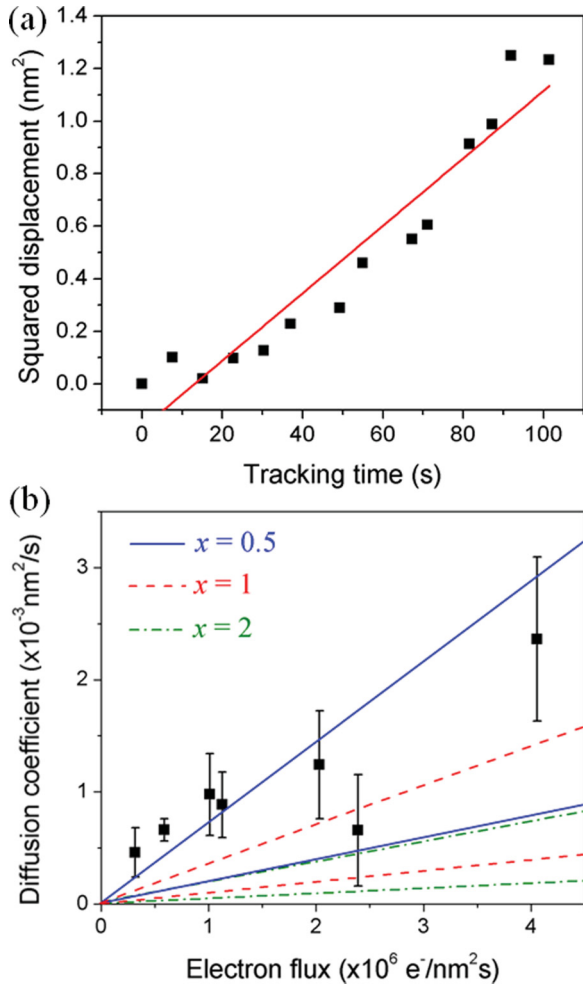 (a)
Squared displacement (nm²)
1.4
1.2
1.0
0.8
0.6
0.4
0.2
0.0
0 20 40 60 80 100
Tracking time (s)
(b)
Diffusion coefficient (x10⁻³nm²/s)
3
2
1
0
x = 0.5
x = 1
x = 2
0 1 2 3 4
Electron flux (x10⁶ e⁻/nm²s)